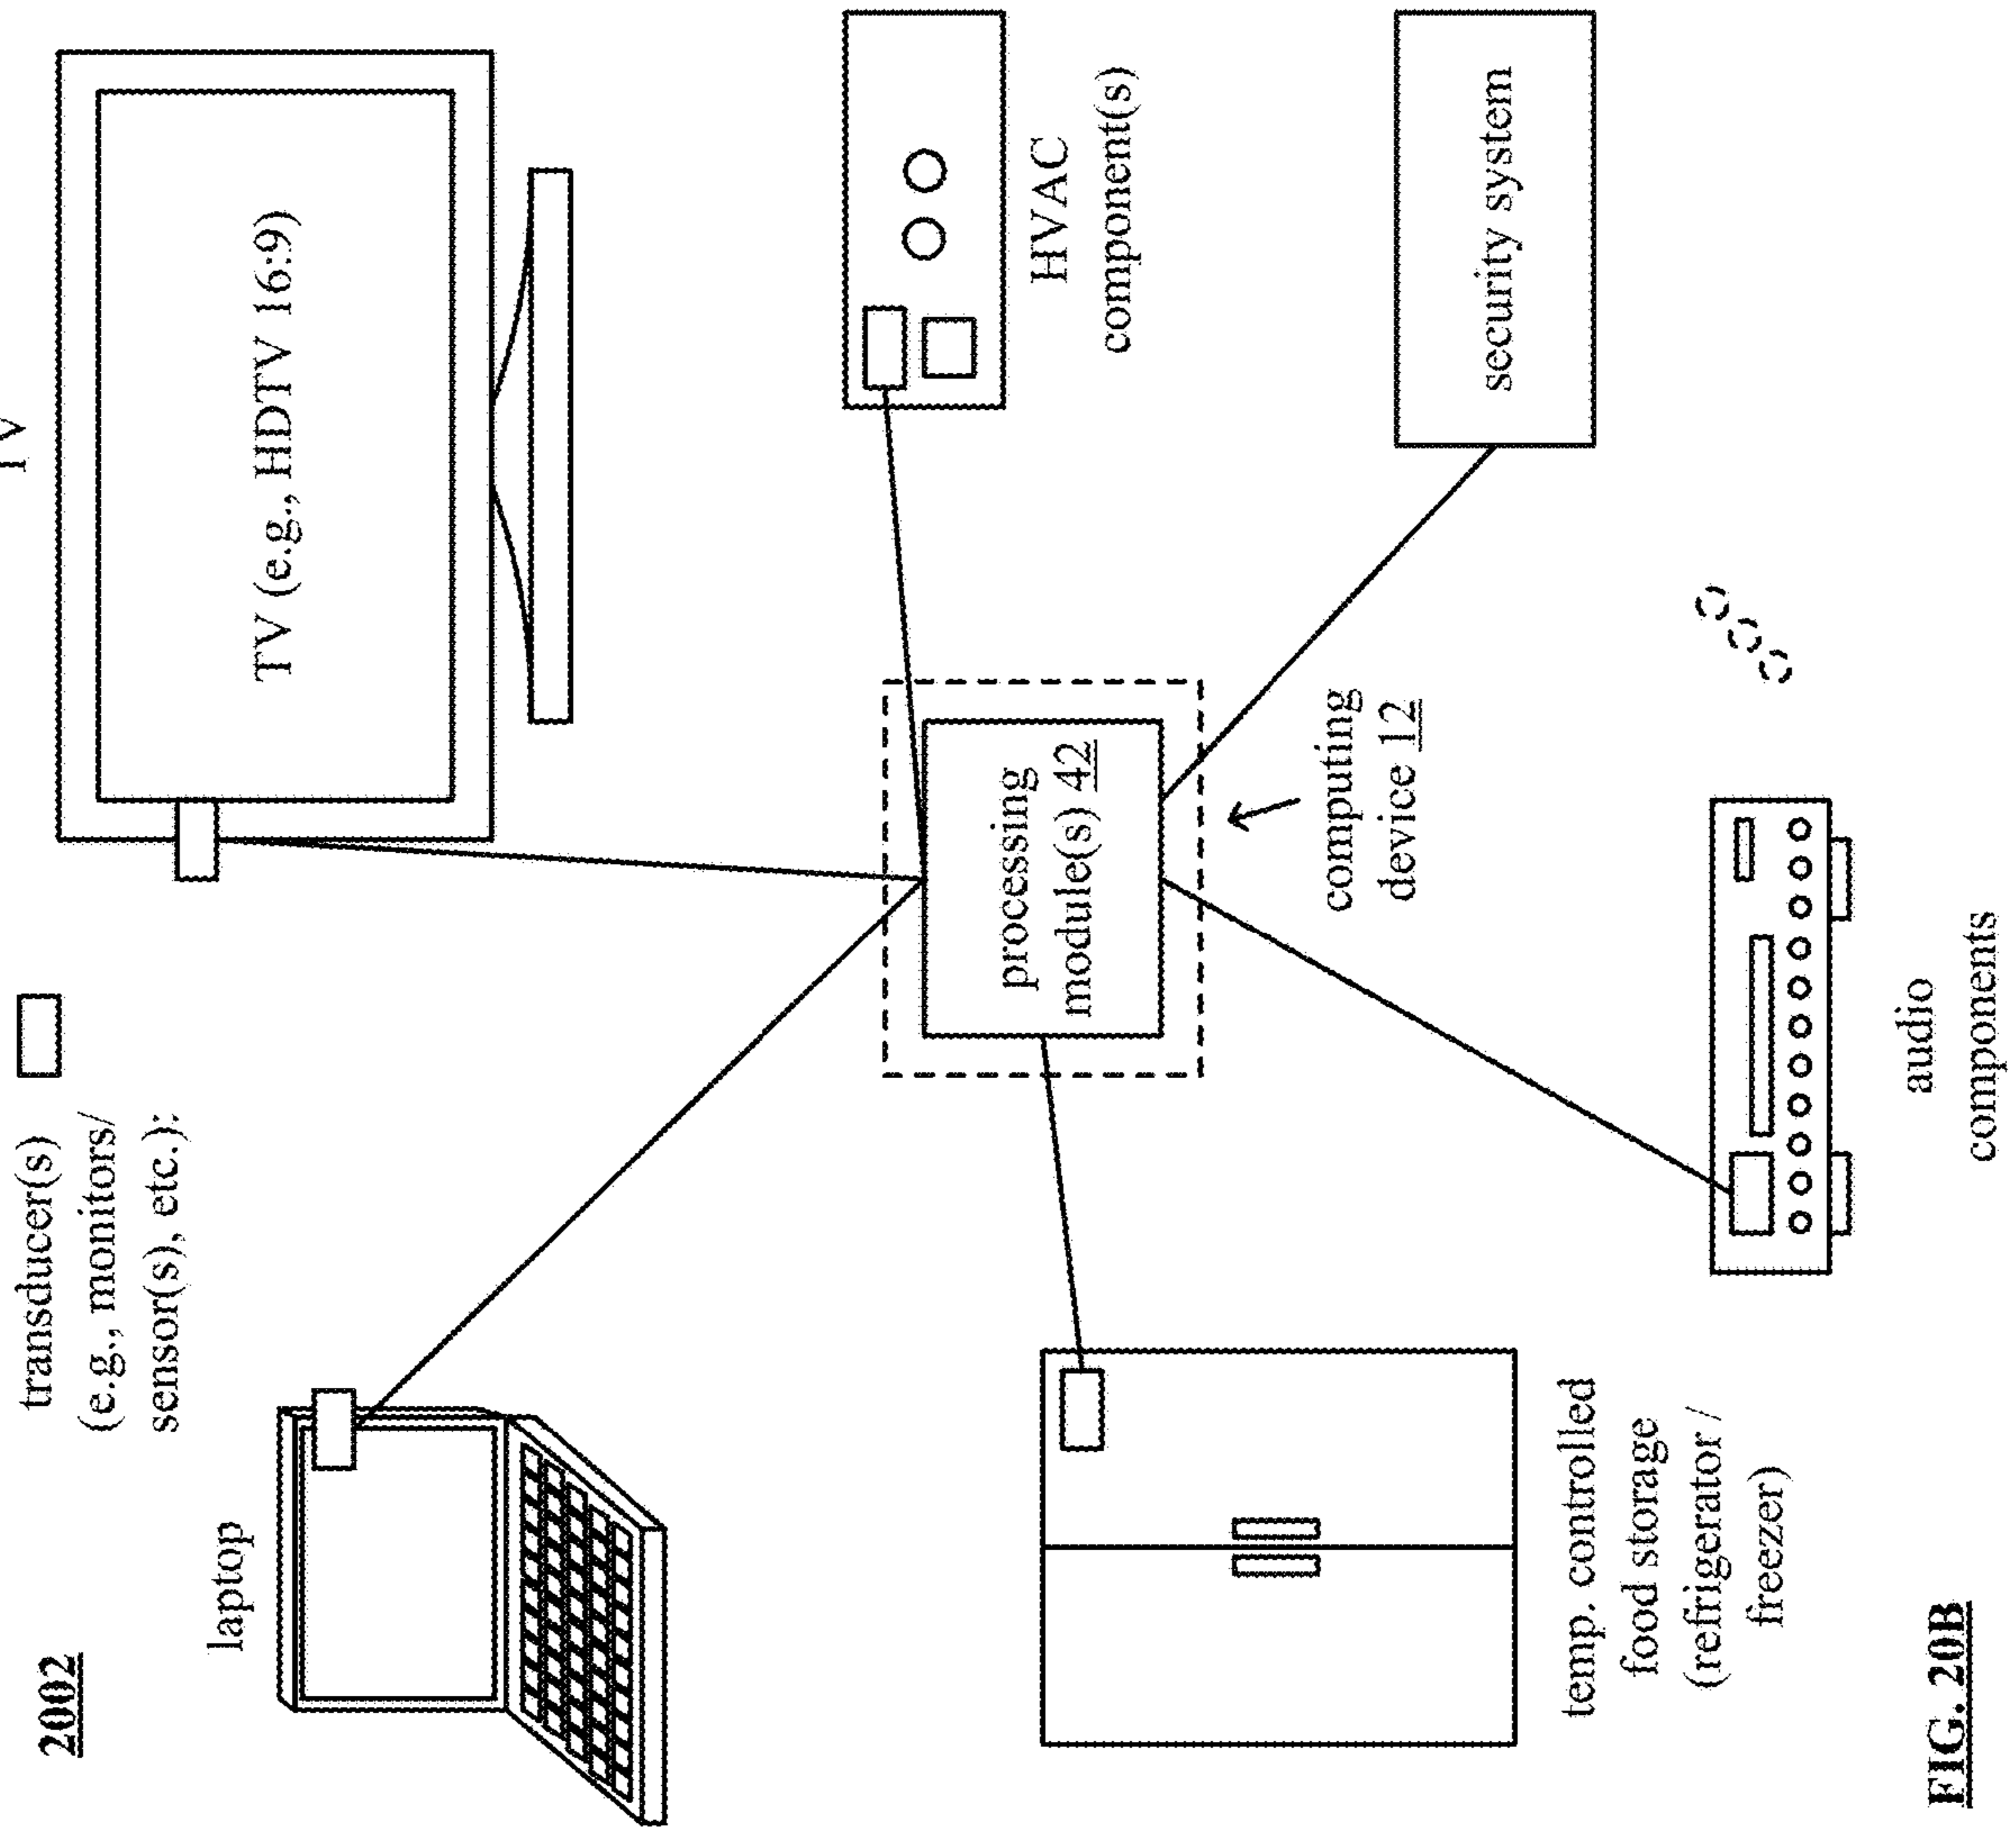 2002
transducer(s)
(e.g., monitors/
sensor(s), etc.):
TV
laptop
TV (e.g., HDTV 16:9)
processing
module(s) 42
HVAC
component(s)
computing
device 12
security system
temp. controlled
food storage
(refrigerator /
freezer)
audio
components
FIG. 20B